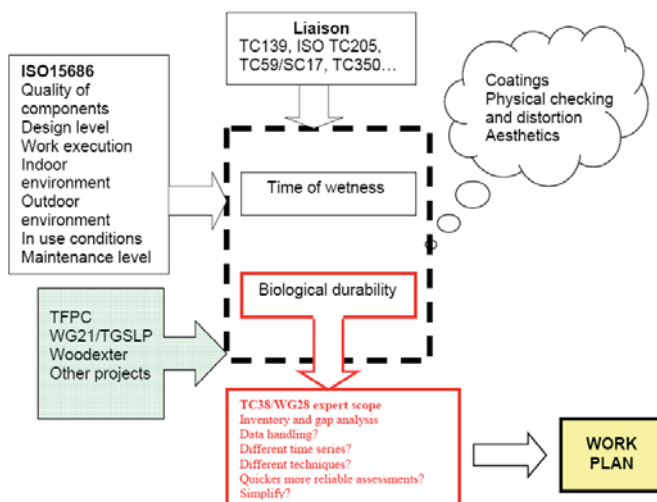 Liaison
TC139, ISO TC205,
TC59/SC17, TC350…
ISO15686
Quality of
components
Design level
Work execution
Indoor
environment
Outdoor
environment
In use conditions
Maintenance level
Coatings
Physical checking
and distortion
Aesthetics
Time of wetness
Biological durability
TFPC
WG21/TGSLP
Woodexter
Other projects
TC38/WG28 expert scope
Inventory and gap analysis
Data handling?
Different time series?
Different techniques?
Quicker more reliable assessments?
Simplify?
WORK
PLAN